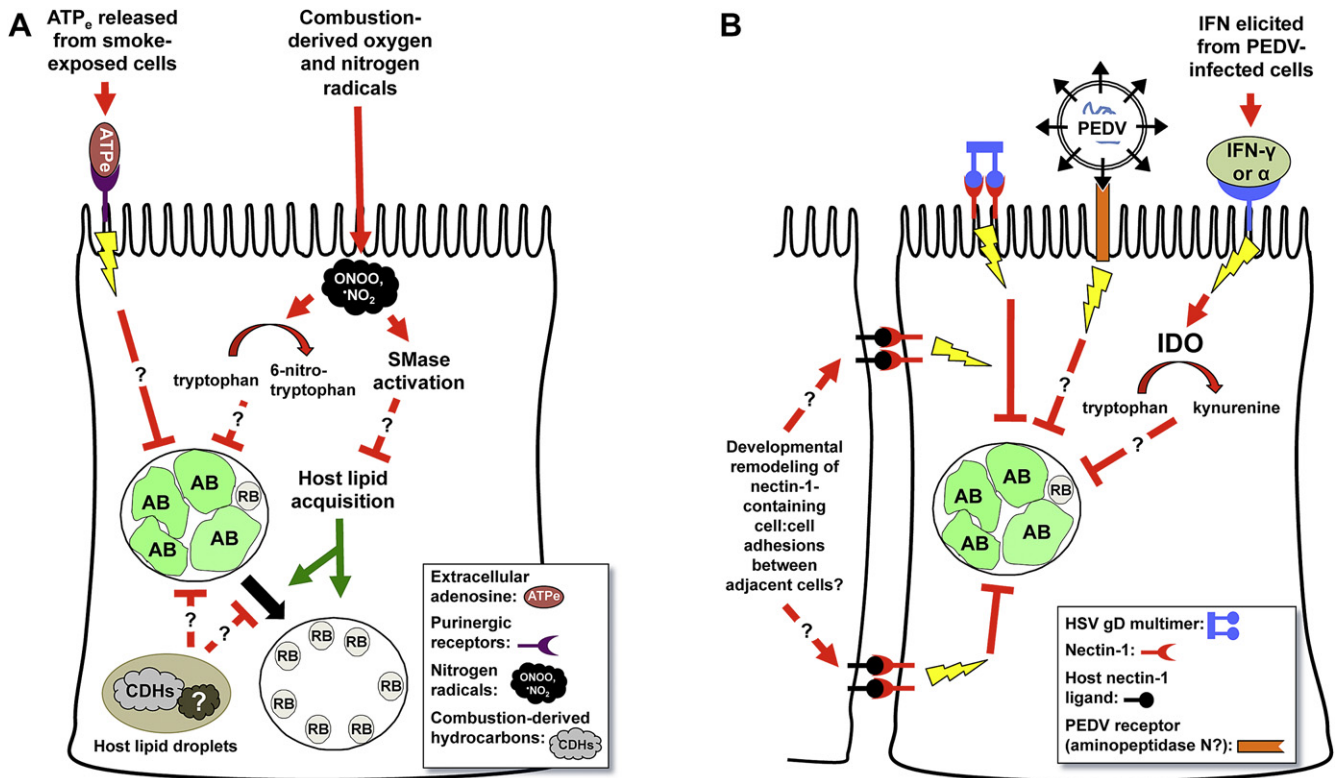 A
ATPe released
from smoke-
exposed cells
Combustion-
derived oxygen
and nitrogen
radicals
ATPe
ONOO,
•NO2
tryptophan
6-nitro-
tryptophan
SMase
activation
?
?
?
Host lipid
acquisition
AB
AB
RB
AB
AB
?
?
CDHs
?
Host lipid droplets
RB
RB
RB
RB
RB
RB
RB
RB
Extracellular
adenosine: ATPe
Purinergic
receptors:
Nitrogen
radicals: ONOO,
•NO2
Combustion-derived
hydrocarbons: CDHs
B
PEDV
IFN elicited
from PEDV-
infected cells
IFN-γ
or α
IDO
tryptophan
kynurenine
?
?
?
Developmental
remodeling of
nectin-1-
containing
cell:cell
adhesions
between
adjacent cells?
?
AB
AB
RB
AB
AB
HSV gD multimer:
Nectin-1:
Host nectin-1
ligand:
PEDV receptor
(aminopeptidase N?):